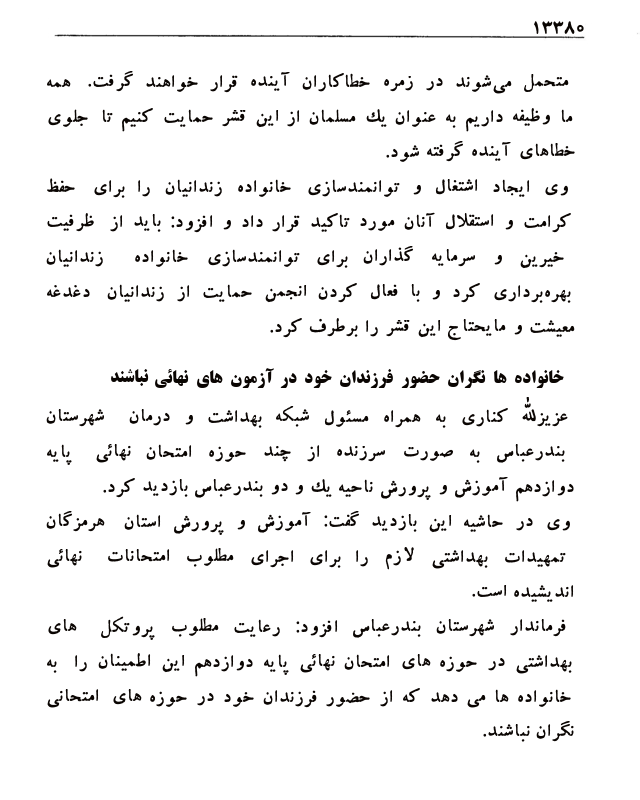 ۱۳۳۸۰
متحمل می‌شوند در زمره خطاکاران آینده قرار خواهند گرفت. همه
ما وظیفه داریم به عنوان یك مسلمان از این قشر حمایت کنیم تا جلوی
خطاهای آینده گرفته شود.
وی ایجاد اشتغال و توانمندسازی خانواده زندانیان را برای حفظ
کرامت و استقلال آنان مورد تاکید قرار داد و افزود: باید از ظرفیت
خیرین و سرمایه گذاران برای توانمندسازی خانواده زندانیان
بهره‌برداری کرد و با فعال کردن انجمن حمایت از زندانیان دغدغه
معیشت و مایحتاج این قشر را برطرف کرد.
خانواده ها نگران حضور فرزندان خود در آزمون های نهائی نباشند
عزیزالله کناری به همراه مسئول شبکه بهداشت و درمان شهرستان
بندرعباس به صورت سرزنده از چند حوزه امتحان نهائی پایه
دوازدهم آموزش و پرورش ناحیه یك و دو بندرعباس بازدید کرد.
وی در حاشیه این بازدید گفت: آموزش و پرورش استان هرمزگان
تمهیدات بهداشتی لازم را برای اجرای مطلوب امتحانات نهائی
اندیشیده است.
فرماندار شهرستان بندرعباس افزود: رعایت مطلوب پروتکل های
بهداشتی در حوزه های امتحان نهائی پایه دوازدهم این اطمینان را به
خانواده ها می دهد که از حضور فرزندان خود در حوزه های امتحانی
نگران نباشند.